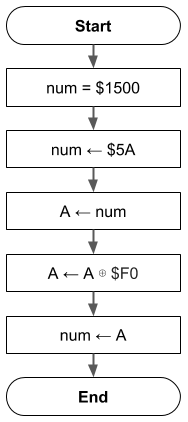 Start
num = $1500
num ← $5A
A ← num
A ← A ⊕ $F0
num ← A
End